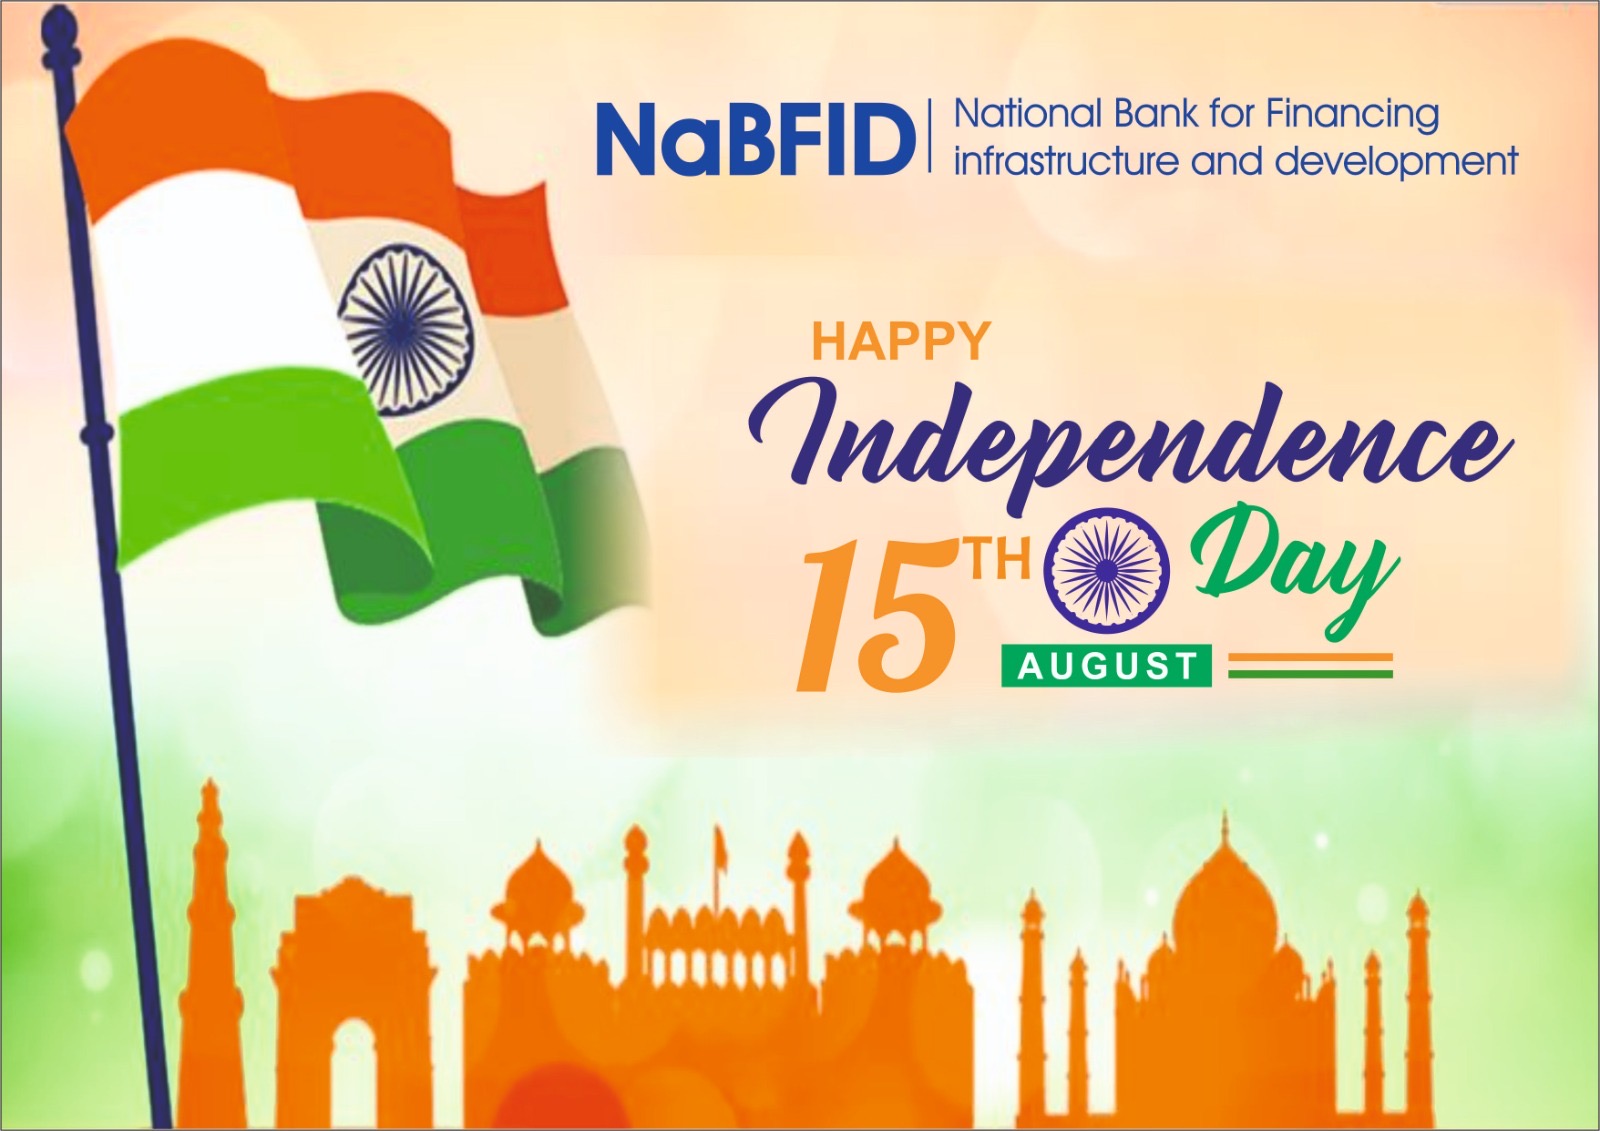 NaBFID
National Bank for Financing
infrastructure and development
HAPPY
Independence
15TH Day
AUGUST